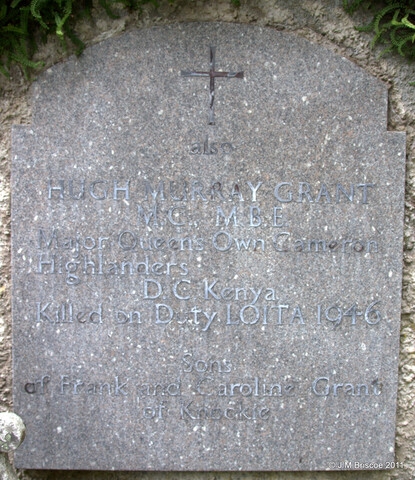 also
HUGH MURRAY GRANT
M.C., M.B.E.
Major Queens Own Cameron
Highlanders
D.C. Kenya.
Killed on Duty LOITA 1946
Sons
of Frank and Caroline Grant
of Knockie
© J.M Briscoe 2011